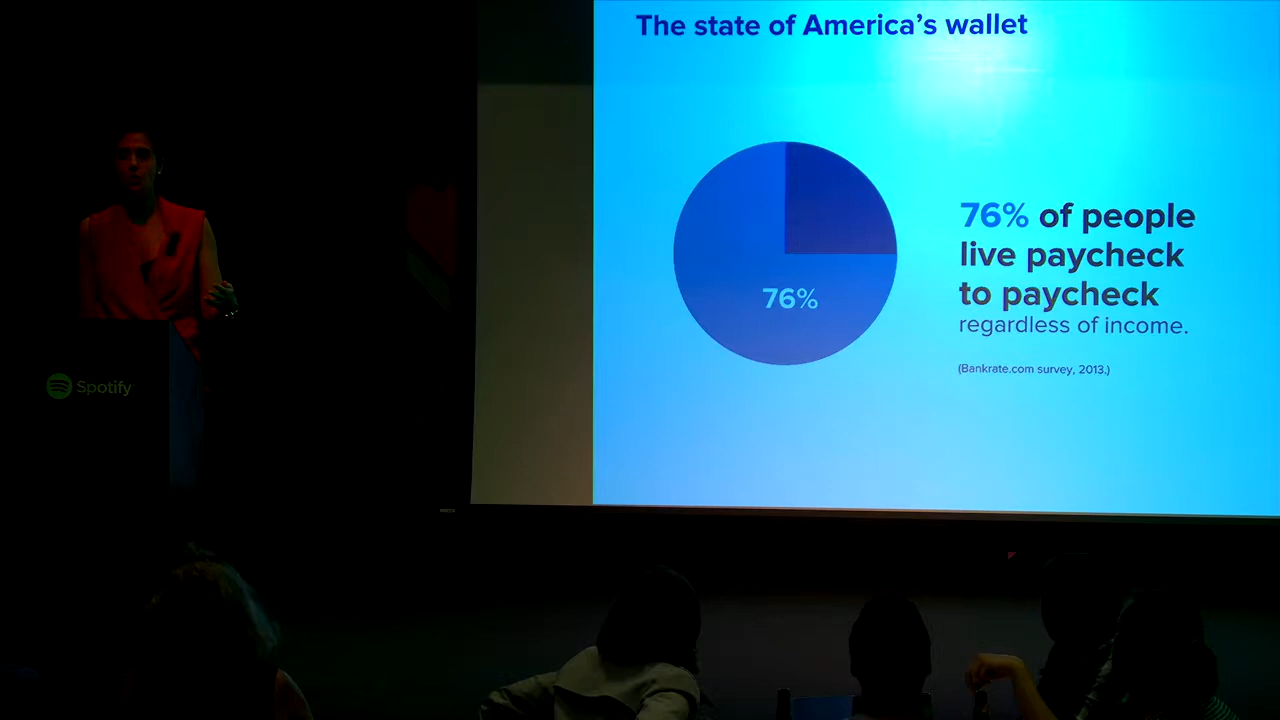 The state of America's wallet
76% of people
live paycheck
76%
to paycheck
regardless of income.
(Bankrate.com survey, 2013.)
Spotify